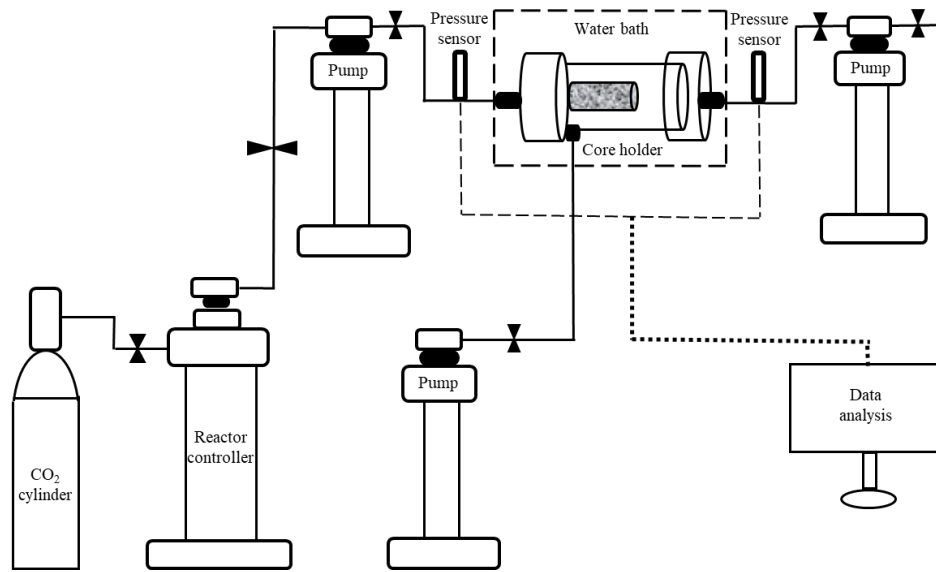 Pressure
sensor
Water bath
Pressure
sensor
Pump
Pump
Core holder
Pump
Reactor
controller
CO₂
cylinder
Data
analysis